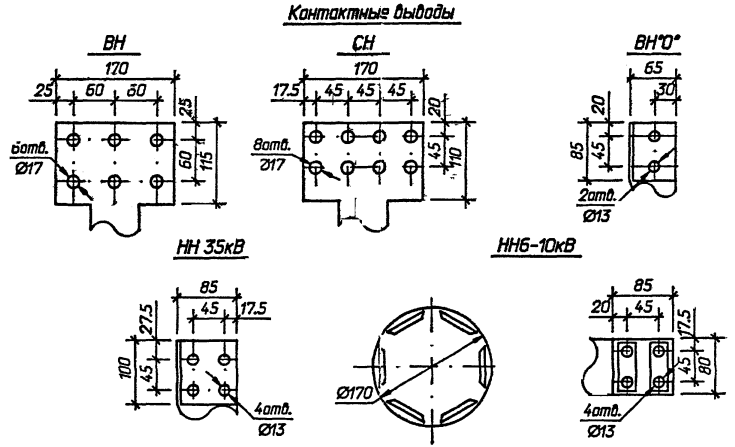 Контактные выводы
ВН
170
25 60 60
25
60
115
6отв.
Ø17
СН
170
17.5 45 45 45
20
45
110
8отв.
Ø17
ВН"0"
65
30
20
45
85
2отв.
Ø13
НН 35кВ
85
45 17.5
27.5
45
100
4отв.
Ø13
Ø170
НН6-10кВ
85
20 45
17.5
45
80
4отв.
Ø13